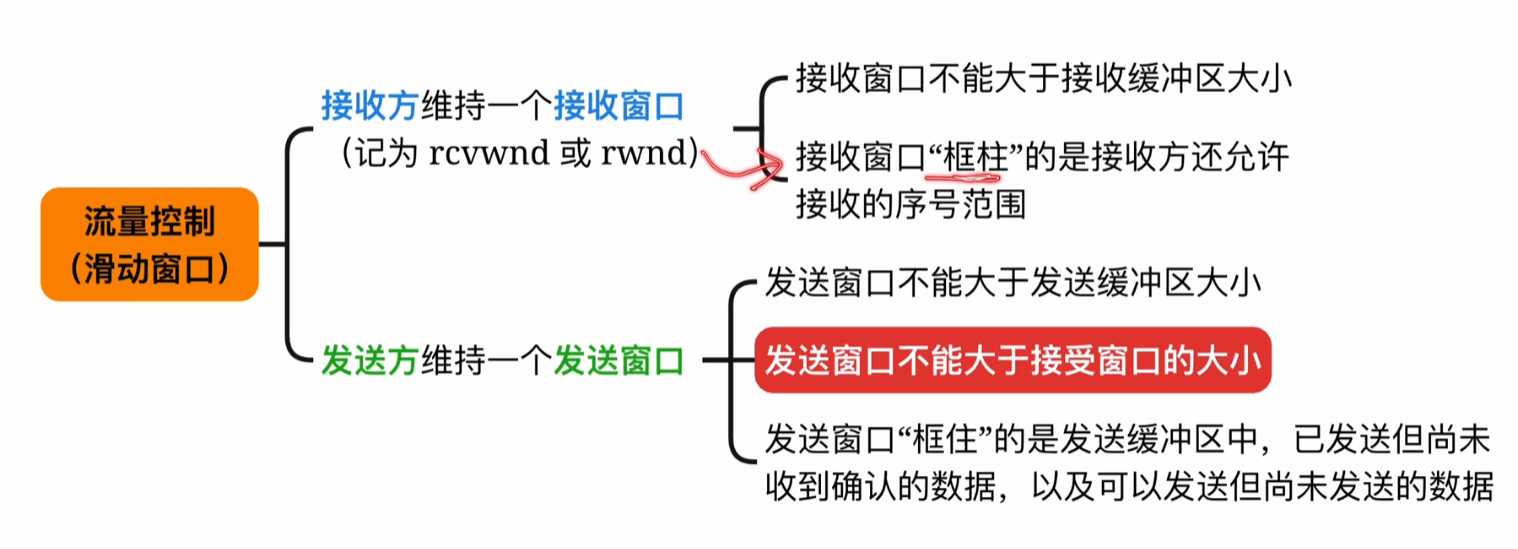 流量控制
（滑动窗口）
接收方维持一个接收窗口
（记为 rcvwnd 或 rwnd）
接收窗口不能大于接收缓冲区大小
接收窗口“框柱”的是接收方还允许
接收的序号范围
发送方维持一个发送窗口
发送窗口不能大于发送缓冲区大小
发送窗口不能大于接受窗口的大小
发送窗口“框住”的是发送缓冲区中，已发送但尚未
收到确认的数据，以及可以发送但尚未发送的数据